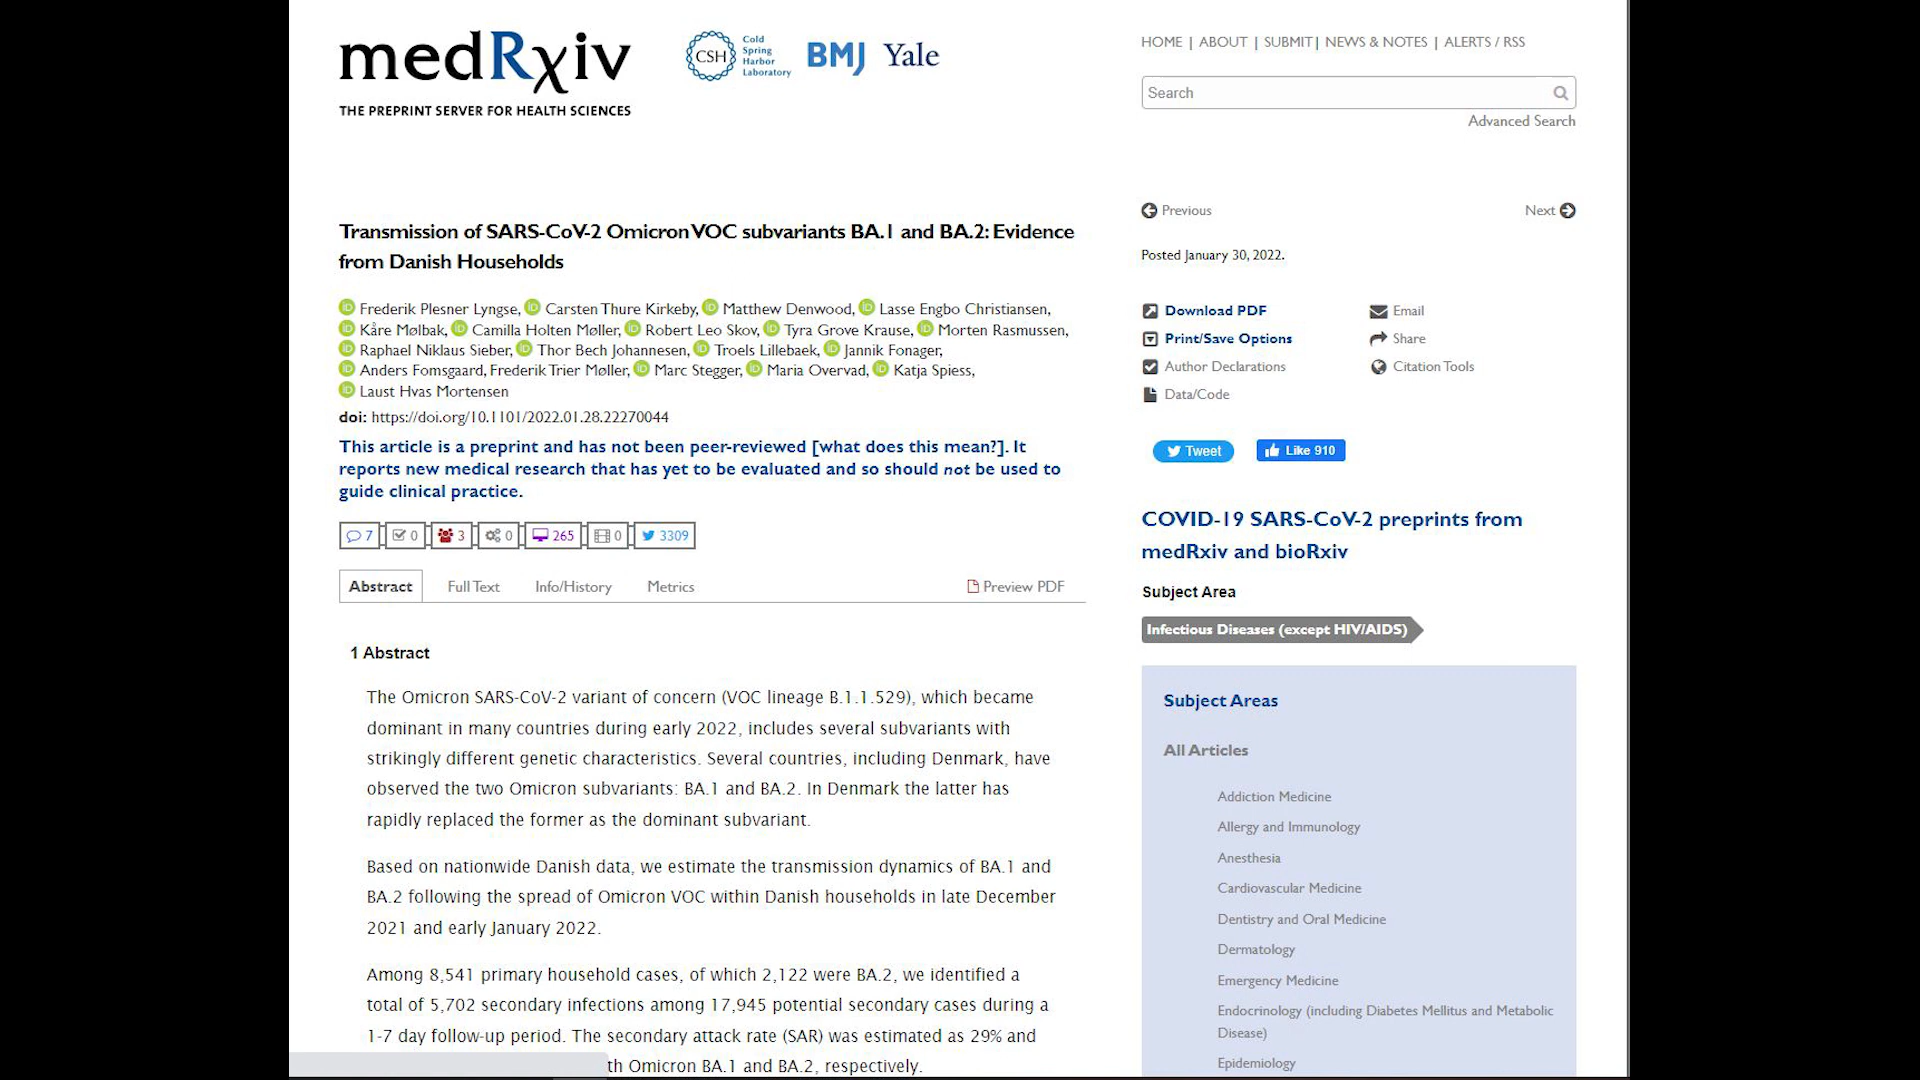 medRxiv
THE PREPRINT SERVER FOR HEALTH SCIENCES
CSH Cold Spring Harbor Laboratory
BMJ Yale
HOME | ABOUT | SUBMIT | NEWS & NOTES | ALERTS / RSS
Search
Advanced Search
Transmission of SARS-CoV-2 Omicron VOC subvariants BA.1 and BA.2: Evidence
from Danish Households
iD Frederik Plesner Lyngse, iD Carsten Thure Kirkeby, iD Matthew Denwood, iD Lasse Engbo Christiansen,
iD Kåre Mølbak, iD Camilla Holten Møller, iD Robert Leo Skov, iD Tyra Grove Krause, iD Morten Rasmussen,
iD Raphael Niklaus Sieber, iD Thor Bech Johannesen, iD Troels Lillebaek, iD Jannik Fonager,
iD Anders Fomsgaard, Frederik Trier Møller, iD Marc Stegger, iD Maria Overvad, iD Katja Spiess,
iD Laust Hvas Mortensen
doi: https://doi.org/10.1101/2022.01.28.22270044
This article is a preprint and has not been peer-reviewed [what does this mean?]. It
reports new medical research that has yet to be evaluated and so should not be used to
guide clinical practice.
7 0 3 0 265 0 3309
Abstract Full Text Info/History Metrics Preview PDF
1 Abstract
The Omicron SARS-CoV-2 variant of concern (VOC lineage B.1.1.529), which became
dominant in many countries during early 2022, includes several subvariants with
strikingly different genetic characteristics. Several countries, including Denmark, have
observed the two Omicron subvariants: BA.1 and BA.2. In Denmark the latter has
rapidly replaced the former as the dominant subvariant.
Based on nationwide Danish data, we estimate the transmission dynamics of BA.1 and
BA.2 following the spread of Omicron VOC within Danish households in late December
2021 and early January 2022.
Among 8,541 primary household cases, of which 2,122 were BA.2, we identified a
total of 5,702 secondary infections among 17,945 potential secondary cases during a
1-7 day follow-up period. The secondary attack rate (SAR) was estimated as 29% and
th Omicron BA.1 and BA.2, respectively.
Previous Next
Posted January 30, 2022.
Download PDF Email
Print/Save Options Share
Author Declarations Citation Tools
Data/Code
Tweet Like 910
COVID-19 SARS-CoV-2 preprints from
medRxiv and bioRxiv
Subject Area
Infectious Diseases (except HIV/AIDS)
Subject Areas
All Articles
Addiction Medicine
Allergy and Immunology
Anesthesia
Cardiovascular Medicine
Dentistry and Oral Medicine
Dermatology
Emergency Medicine
Endocrinology (including Diabetes Mellitus and Metabolic
Disease)
Epidemiology